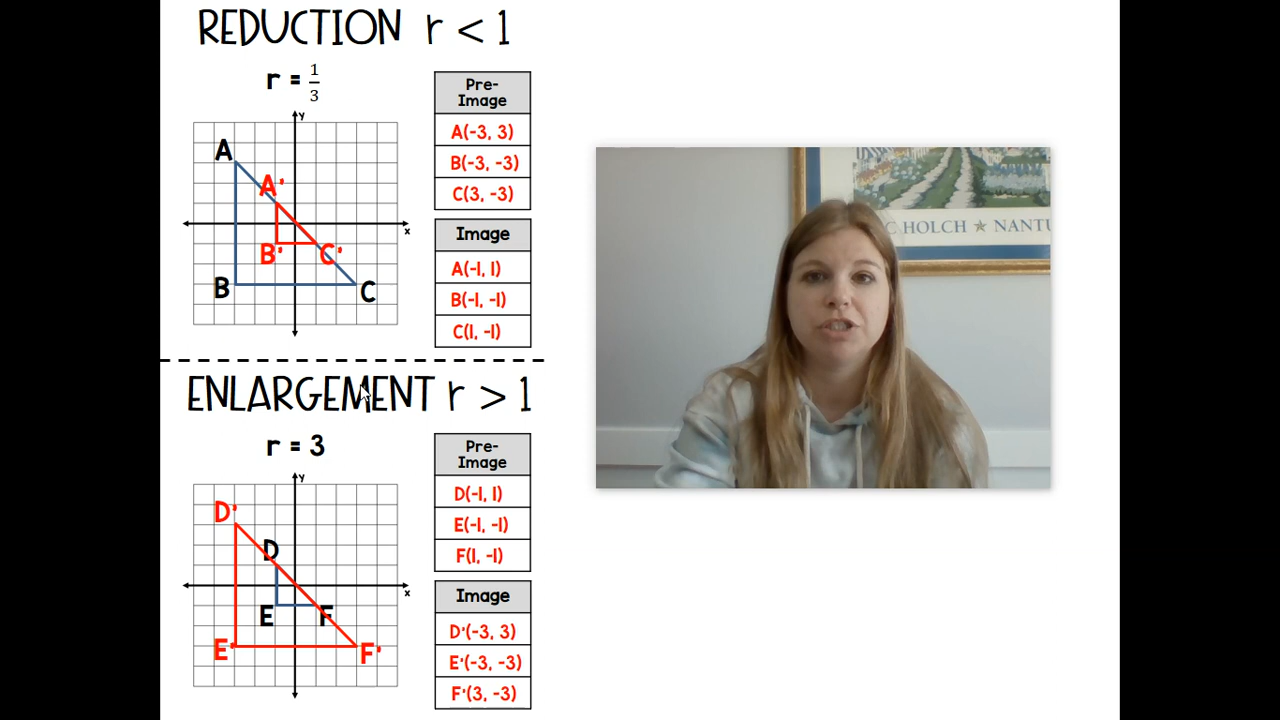 REDUCTION r < 1
r = 1/3
Pre-
Image
A(-3, 3)
B(-3, -3)
C(3, -3)
Image
A(-1, 1)
B(-1, -1)
C(1, -1)
y
x
A
A'
B'
C'
B
C
ENLARGEMENT r > 1
r = 3
Pre-
Image
D(-1, 1)
E(-1, -1)
F(1, -1)
Image
D'(-3, 3)
E'(-3, -3)
F'(3, -3)
y
x
D'
D
E
F
E'
F'
C HOLCH ★ NANTU